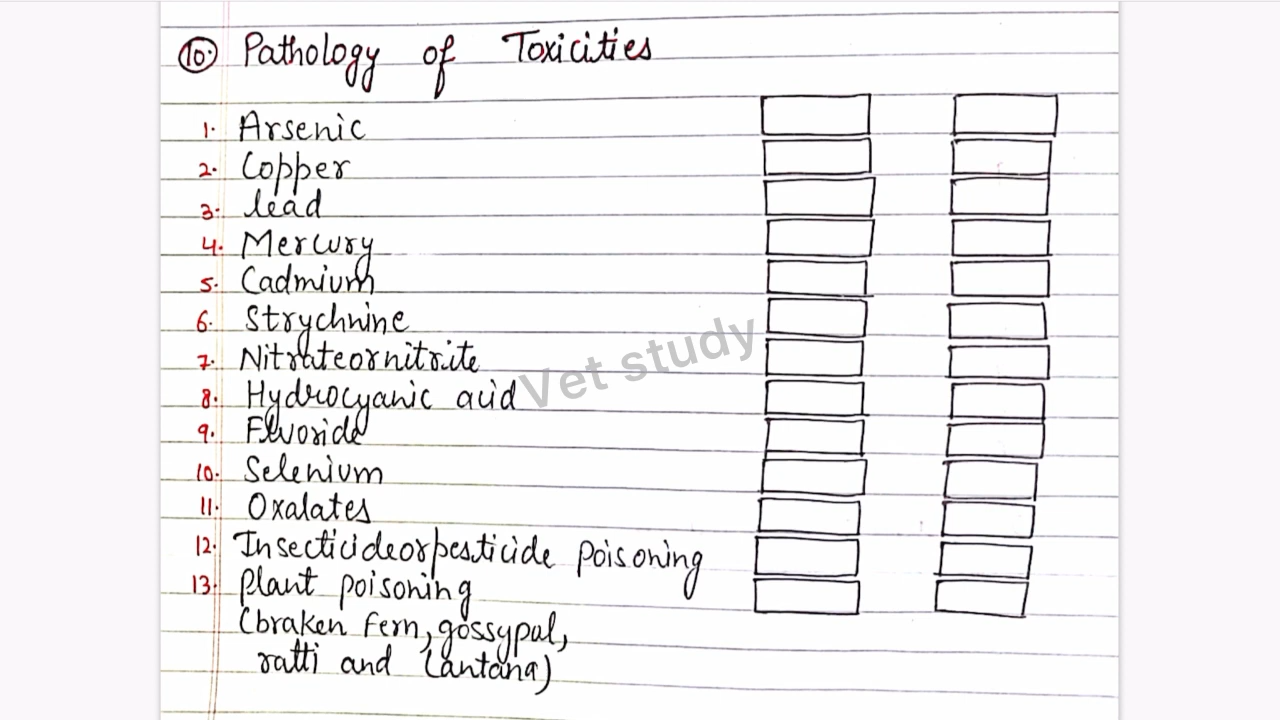 10. Pathology of Toxicities
1. Arsenic
2. Copper
3. lead
4. Mercury
5. Cadmium
6. Strychnine
7. Nitrateornitrite
8. Hydrocyanic acid
9. Fluoride
10. Selenium
11. Oxalates
12. Insecticideorpesticide poisoning
13. plant poisoning
(braken fern, gossypal,
ratti and lantana)
Vet study